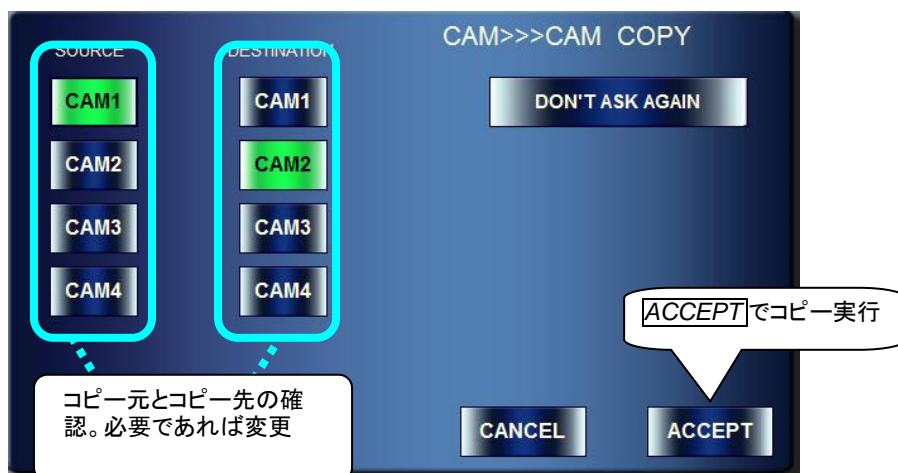 CAM>>>CAM COPY
SOURCE
DESTINATION
CAM1
CAM1
DON'T ASK AGAIN
CAM2
CAM2
CAM3
CAM3
CAM4
CAM4
ACCEPTでコピー実行
コピー元とコピー先の確
認。必要であれば変更
CANCEL
ACCEPT